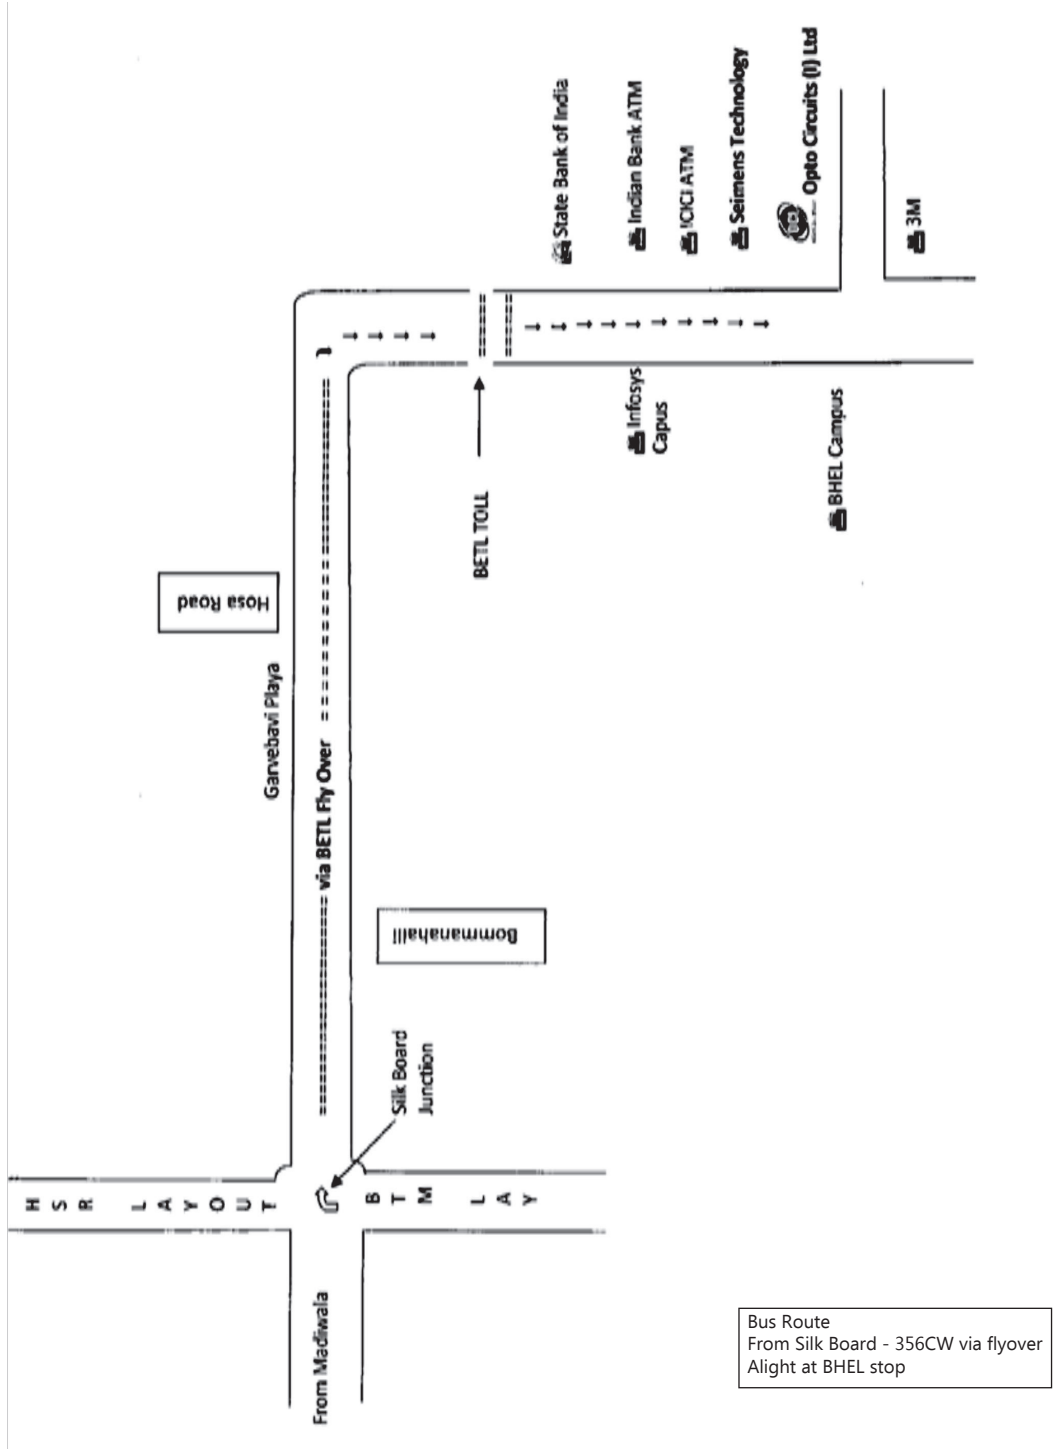 HSR LAYOUT
From Madiwala
BTM LAY
Silk Board
Junction
via BETL Fly Over
Bommanahalli
Garvebavi Playa
Hosa Road
BETL TOLL
State Bank of India
Indian Bank ATM
ICICI ATM
Seimens Technology
Opto Circuits (I) Ltd
3M
Infosys
Capus
BHEL Campus
Bus Route
From Silk Board - 356CW via flyover
Alight at BHEL stop